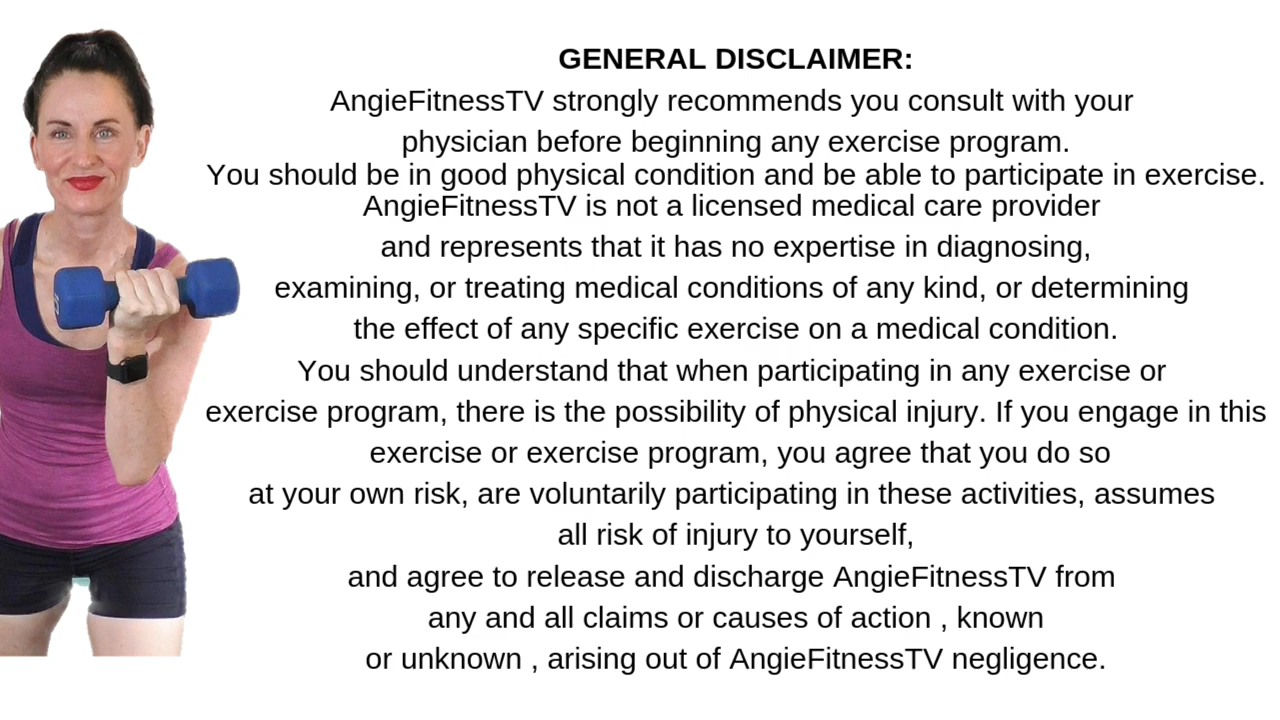 GENERAL DISCLAIMER:
AngieFitnessTV strongly recommends you consult with your
physician before beginning any exercise program.
You should be in good physical condition and be able to participate in exercise.
AngieFitnessTV is not a licensed medical care provider
and represents that it has no expertise in diagnosing,
examining, or treating medical conditions of any kind, or determining
the effect of any specific exercise on a medical condition.
You should understand that when participating in any exercise or
exercise program, there is the possibility of physical injury. If you engage in this
exercise or exercise program, you agree that you do so
at your own risk, are voluntarily participating in these activities, assumes
all risk of injury to yourself,
and agree to release and discharge AngieFitnessTV from
any and all claims or causes of action , known
or unknown , arising out of AngieFitnessTV negligence.